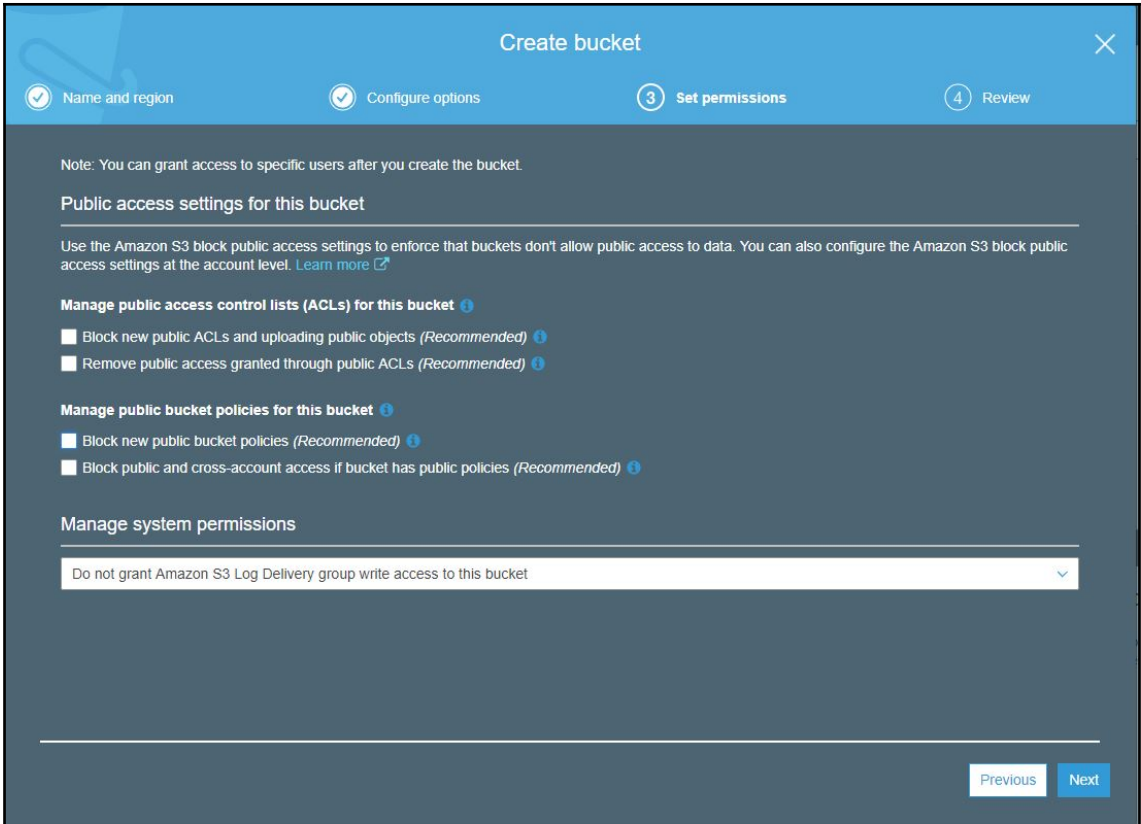 Create bucket
Name and region
Configure options
3 Set permissions
4 Review
Note: You can grant access to specific users after you create the bucket.
Public access settings for this bucket
Use the Amazon S3 block public access settings to enforce that buckets don't allow public access to data. You can also configure the Amazon S3 block public
access settings at the account level. Learn more
Manage public access control lists (ACLs) for this bucket
Block new public ACLs and uploading public objects (Recommended)
Remove public access granted through public ACLs (Recommended)
Manage public bucket policies for this bucket
Block new public bucket policies (Recommended)
Block public and cross-account access if bucket has public policies (Recommended)
Manage system permissions
Do not grant Amazon S3 Log Delivery group write access to this bucket
Previous
Next